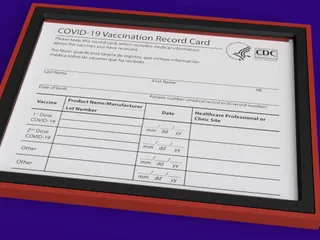 COVID-19 Vaccination Record Card
Please keep this record card, which includes medical information
about the vaccines you have received.
Por favor, guarde esta tarjeta de registro, que incluye información
médica sobre las vacunas que ha recibido.
CDC
Last Name
First Name
MI
Date of birth
Patient number (medical record or IIS record number)
Vaccine
Product Name/Manufacturer
Lot Number
Date
Healthcare Professional or
Clinic Site
1st Dose
COVID-19
mm dd yy
2nd Dose
COVID-19
mm dd yy
Other
mm dd yy
Other
mm dd yy